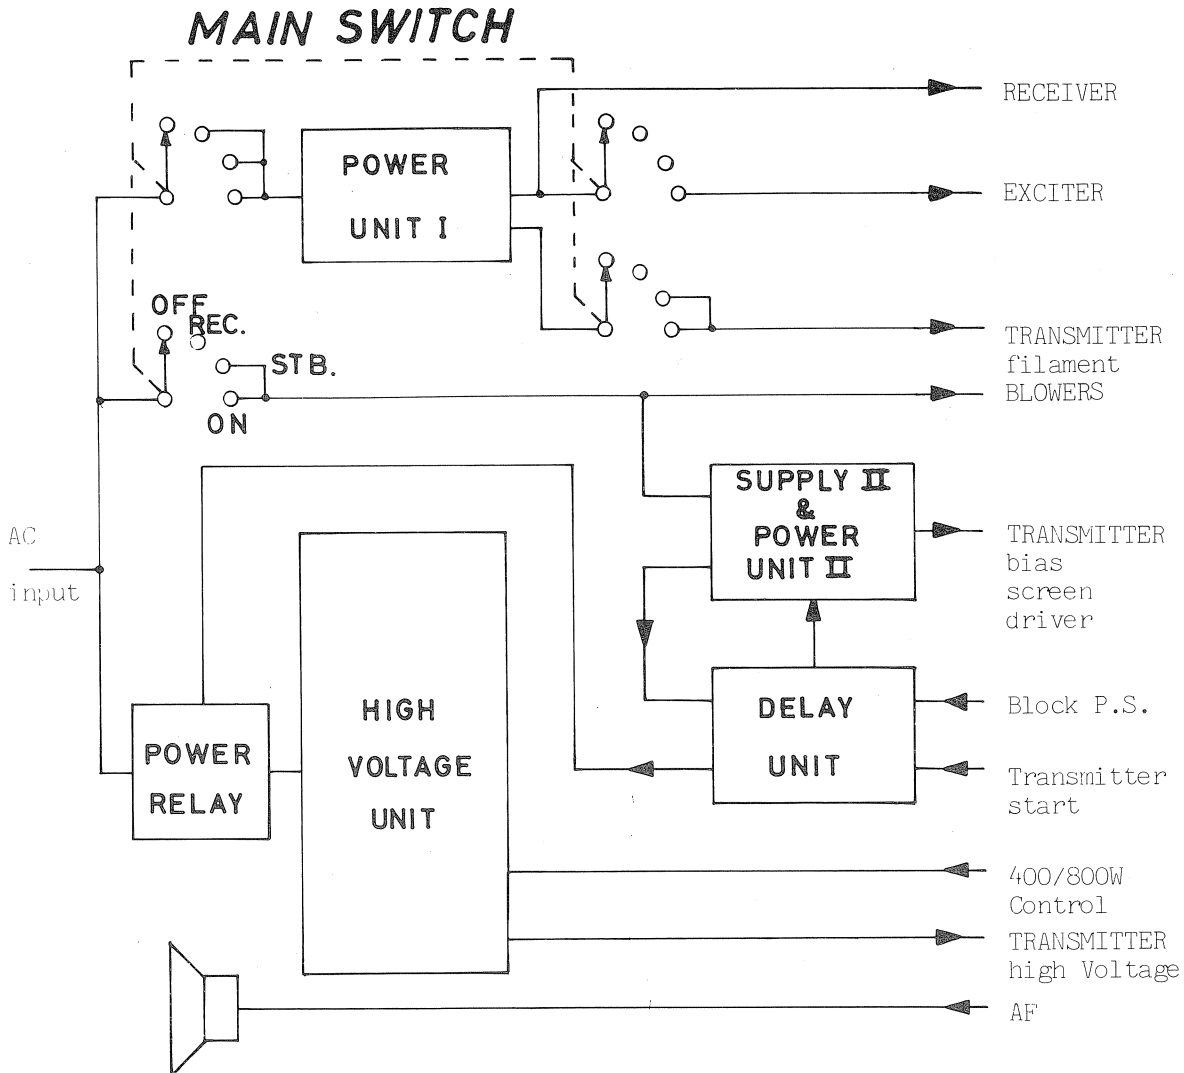 MAIN SWITCH
RECEIVER
POWER
UNIT I
EXCITER
OFF
REC.
STB.
ON
TRANSMITTER
filament
BLOWERS
SUPPLY II
&
POWER
UNIT II
TRANSMITTER
bias
screen
driver
AC
input
HIGH
VOLTAGE
UNIT
DELAY
UNIT
Block P.S.
Transmitter
start
POWER
RELAY
400/800W
Control
TRANSMITTER
high Voltage
AF